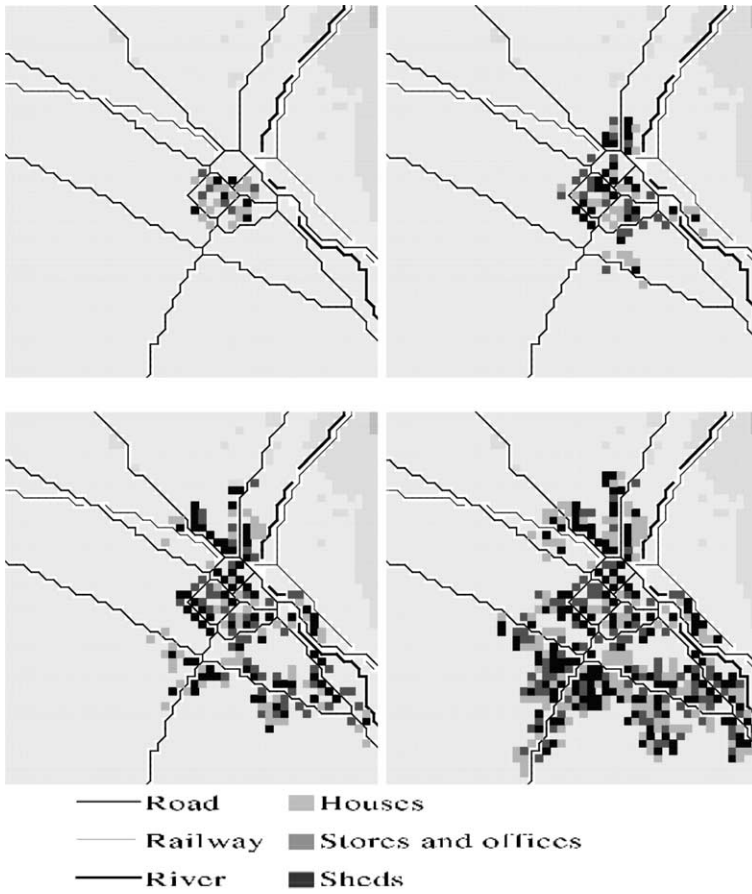 Road
Houses
Railway
Stores and offices
River
Sheds